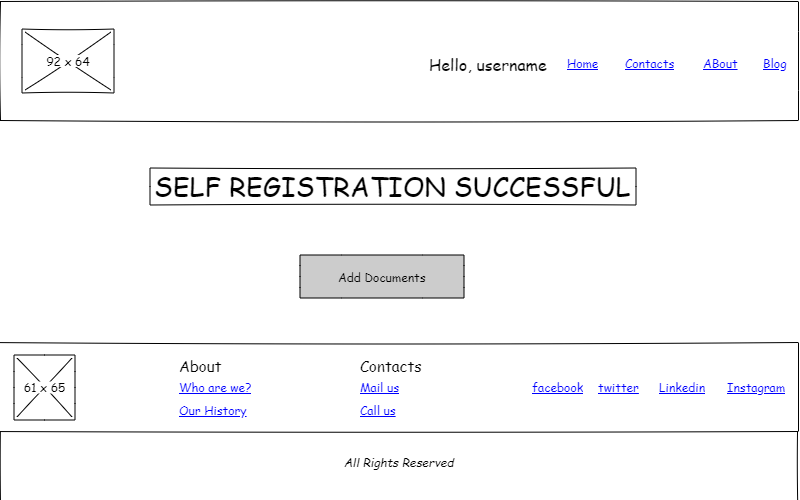 92 x 64
Hello, username Home Contacts ABout Blog
SELF REGISTRATION SUCCESSFUL
Add Documents
61 x 65
About
Who are we?
Our History
Contacts
Mail us
Call us
facebook twitter Linkedin Instagram
All Rights Reserved